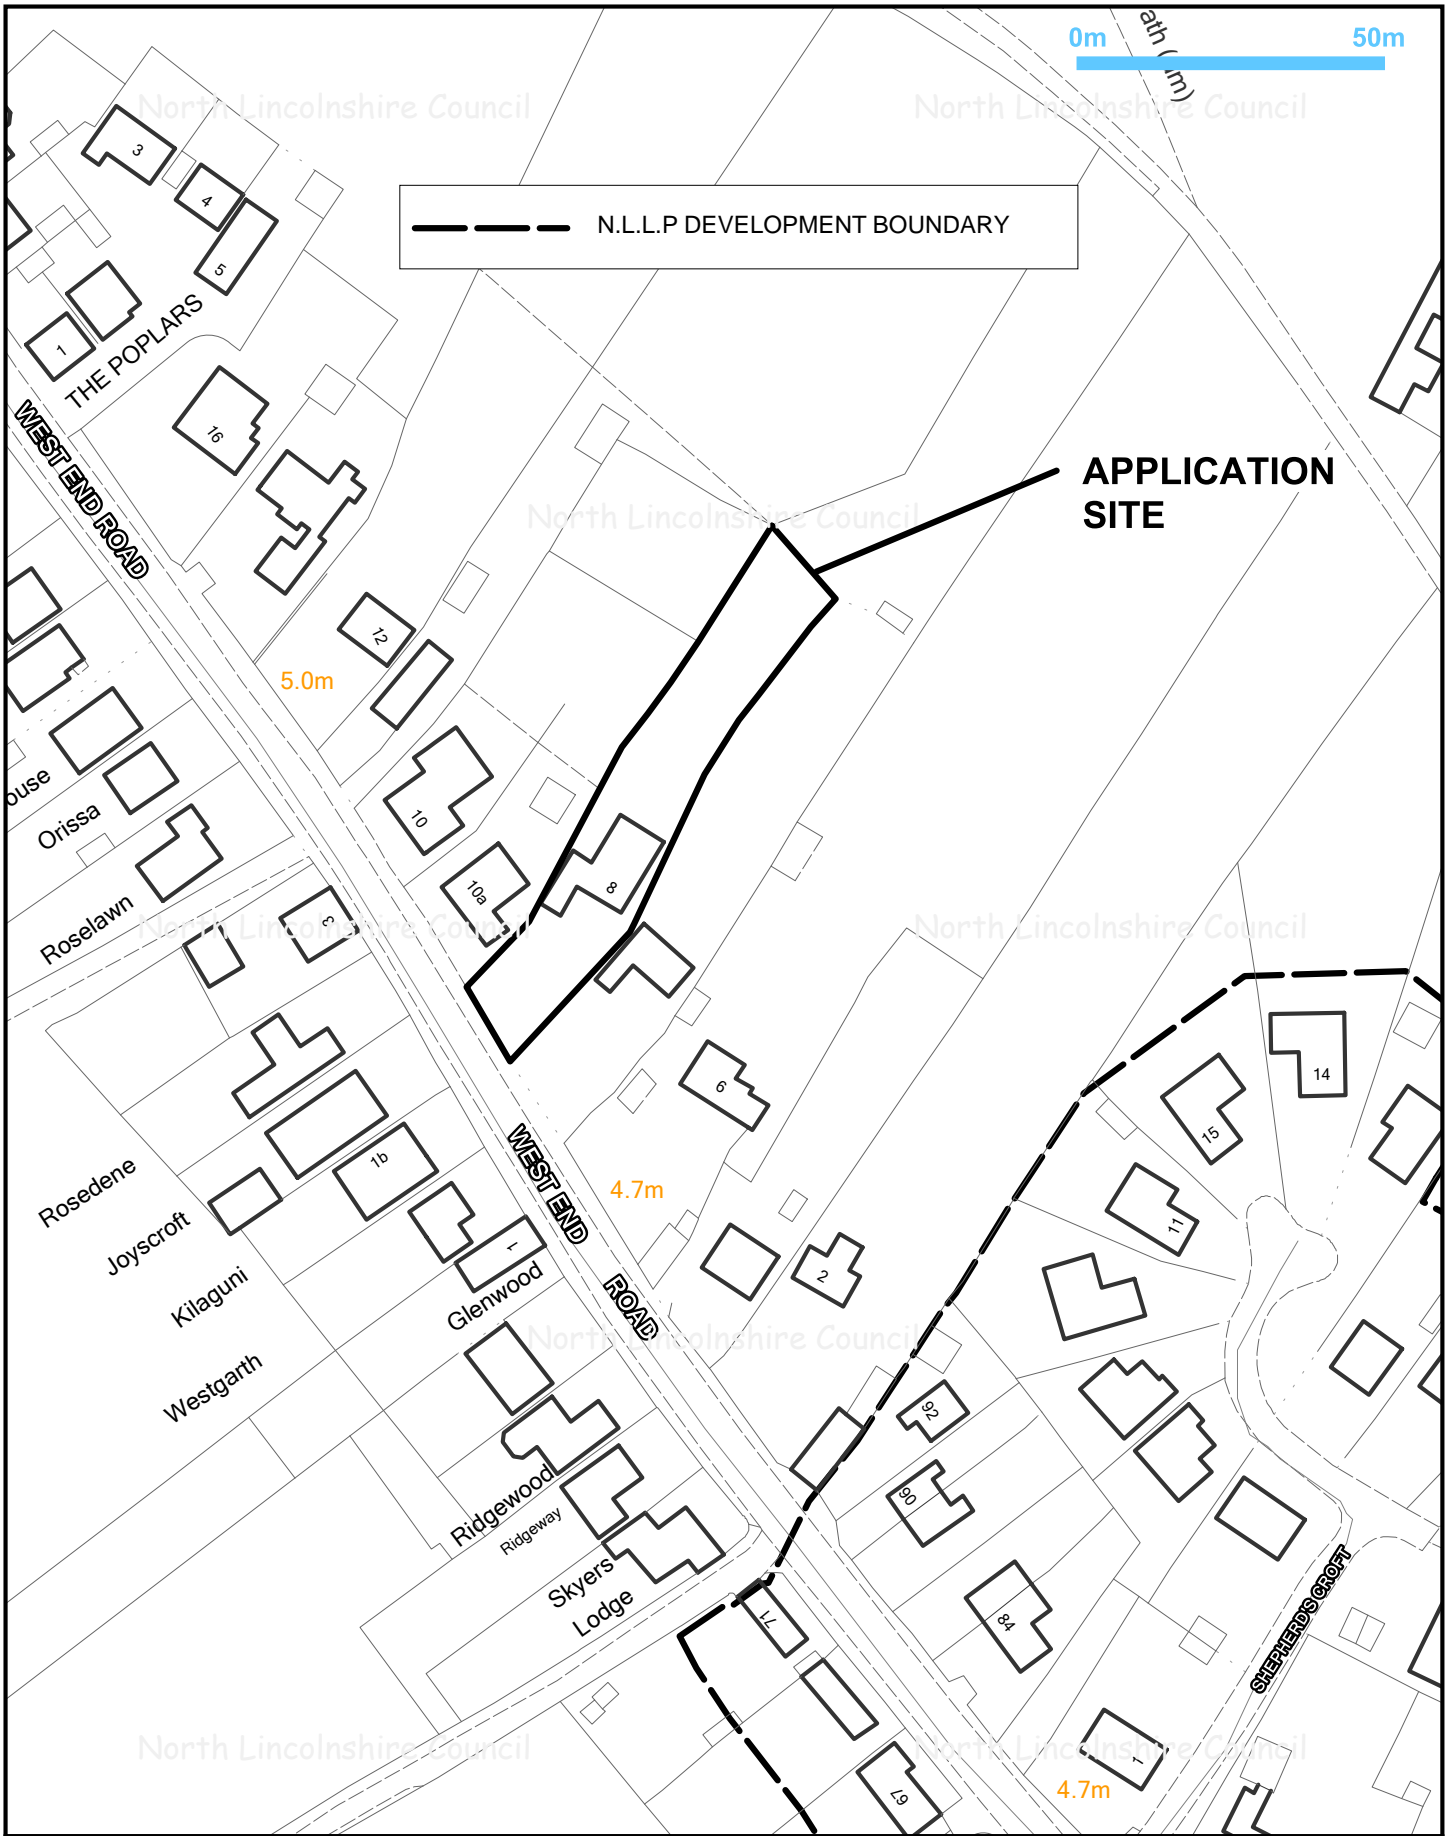 0m 50m
ath (um)
North Lincolnshire Council North Lincolnshire Council
3
4
5
N.L.L.P DEVELOPMENT BOUNDARY
1
THE POPLARS
16
WEST END ROAD
APPLICATION
SITE
North Lincolnshire Council
12
5.0m
ouse
Orissa
10
10a
8
Roselawn
3
North Lincolnshire Council North Lincolnshire Council
6
14
15
1b
11
Rosedene
Joyscroft
Kilaguni
Westgarth
1
Glenwood
WEST END
ROAD
4.7m
2
North Lincolnshire Council
92
90
Ridgewood
Ridgeway
Skyers
Lodge
71
84
SHEPHERD'S CROFT
North Lincolnshire Council North Lincolnshire Council
1
67
4.7m